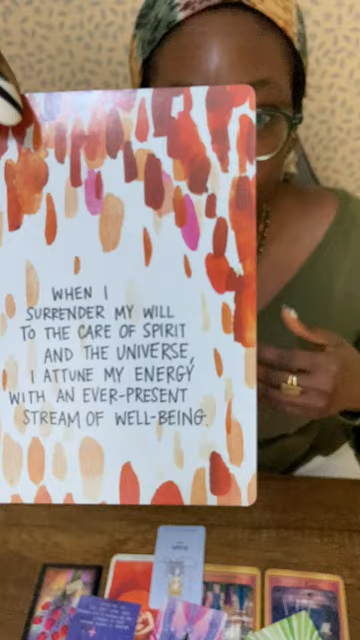 WHEN I
SURRENDER MY WILL
TO THE CARE OF SPIRIT
AND THE UNIVERSE,
I ATTUNE MY ENERGY
WITH AN EVER-PRESENT
STREAM OF WELL-BEING.